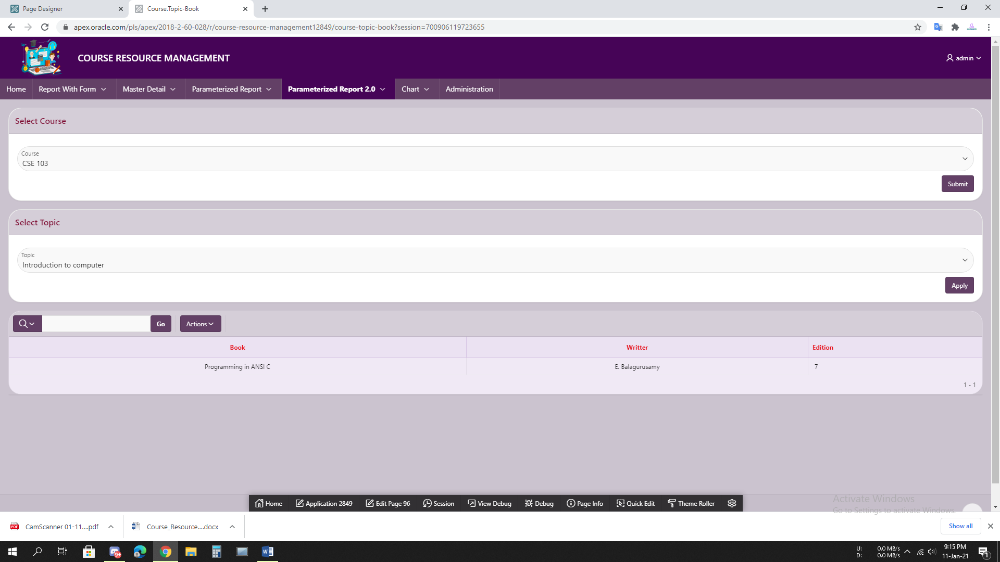 Page Designer
Course.Topic-Book
apex.oracle.com/pls/apex/2018-2-60-028/r/course-resource-management12849/course-topic-book?session=700906119723655
COURSE RESOURCE MANAGEMENT
admin
Home Report With Form Master Detail Parameterized Report Parameterized Report 2.0 Chart Administration
Select Course
Course
CSE 103
Submit
Select Topic
Topic
Introduction to computer
Apply
Go Actions
Book Writter Edition
Programming in ANSI C E. Balagurusamy 7
1 - 1
Home Application 2849 Edit Page 96 Session View Debug Debug Page Info Quick Edit Theme Roller
Activate Windows
Go to Settings to activate Windows.
CamScanner 01-11....pdf
Course_Resource....docx
Show all
U: 0.0 MB/s
D: 0.0 MB/s
9:15 PM
11-Jan-21
PDF
9+
1